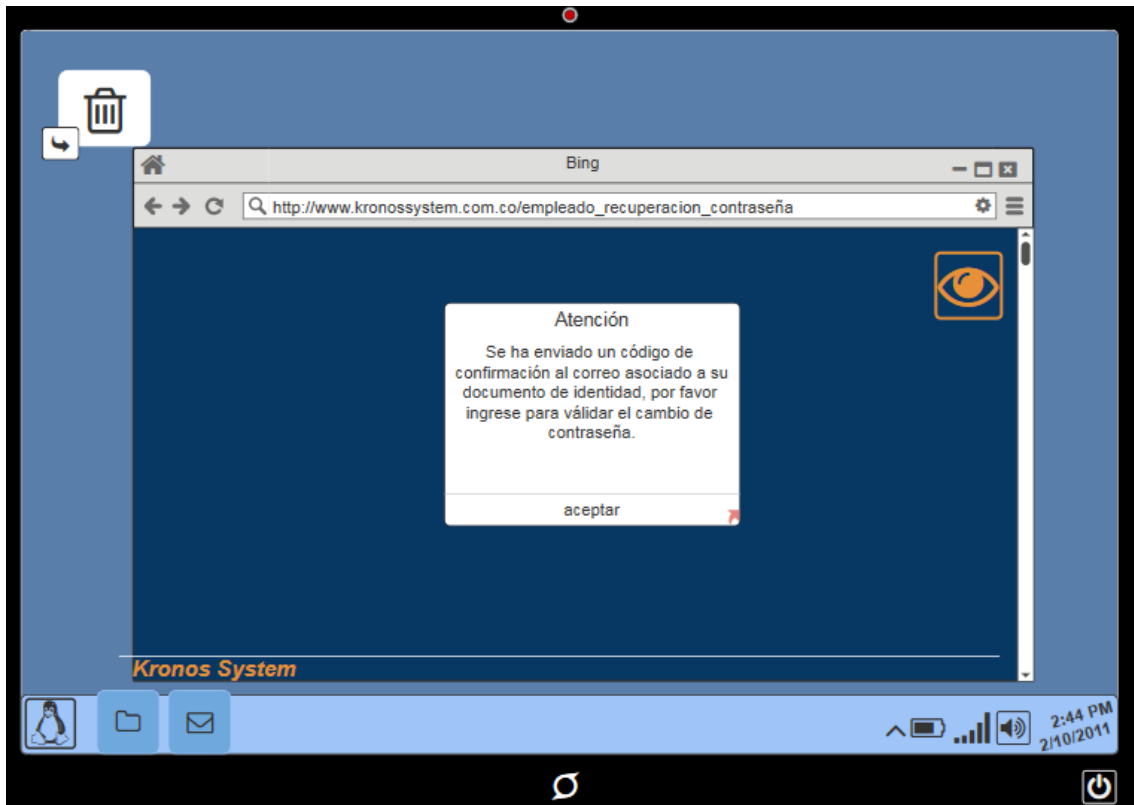 Bing
http://www.kronossystem.com.co/empleado_recuperacion_contraseña
Atención
Se ha enviado un código de
confirmación al correo asociado a su
documento de identidad, por favor
ingrese para válidar el cambio de
contraseña.
aceptar
Kronos System
2:44 PM
2/10/2011